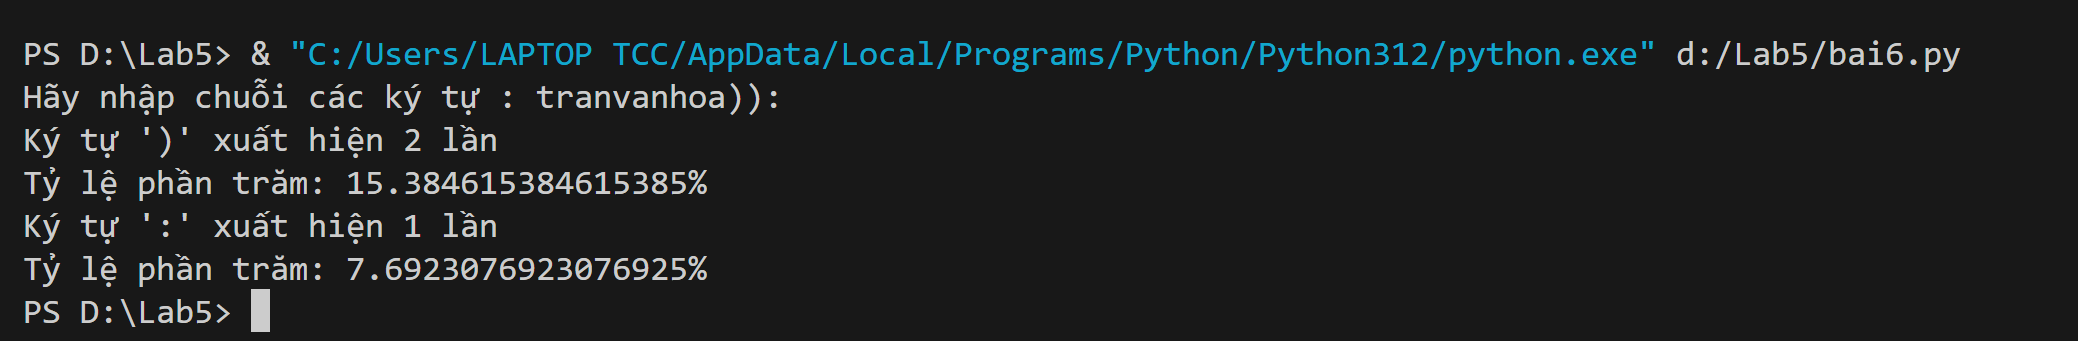 PS D:\Lab5> & "C:/Users/LAPTOP TCC/AppData/Local/Programs/Python/Python312/python.exe" d:/Lab5/bai6.py
Hãy nhập chuỗi các ký tự : tranvanhoa)):
Ký tự ')' xuất hiện 2 lần
Tỷ lệ phần trăm: 15.384615384615385%
Ký tự ':' xuất hiện 1 lần
Tỷ lệ phần trăm: 7.6923076923076925%
PS D:\Lab5>